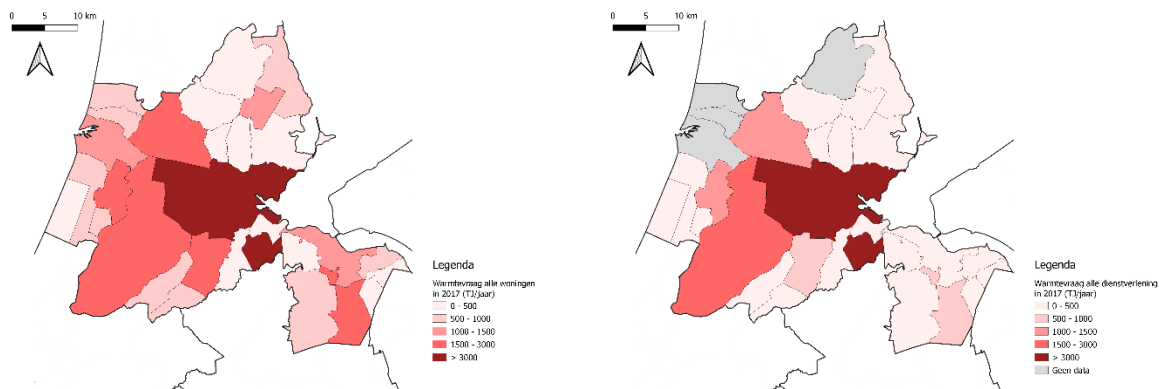 0 5 10 km
Legenda
Warmtevraag alle woningen
in 2017 (TJ/jaar)
0 - 500
500 - 1000
1000 - 1500
1500 - 3000
> 3000
0 5 10 km
Legenda
Warmtevraag alle dienstverlening
in 2017 (TJ/jaar)
0 - 500
500 - 1000
1000 - 1500
1500 - 3000
> 3000
Geen data